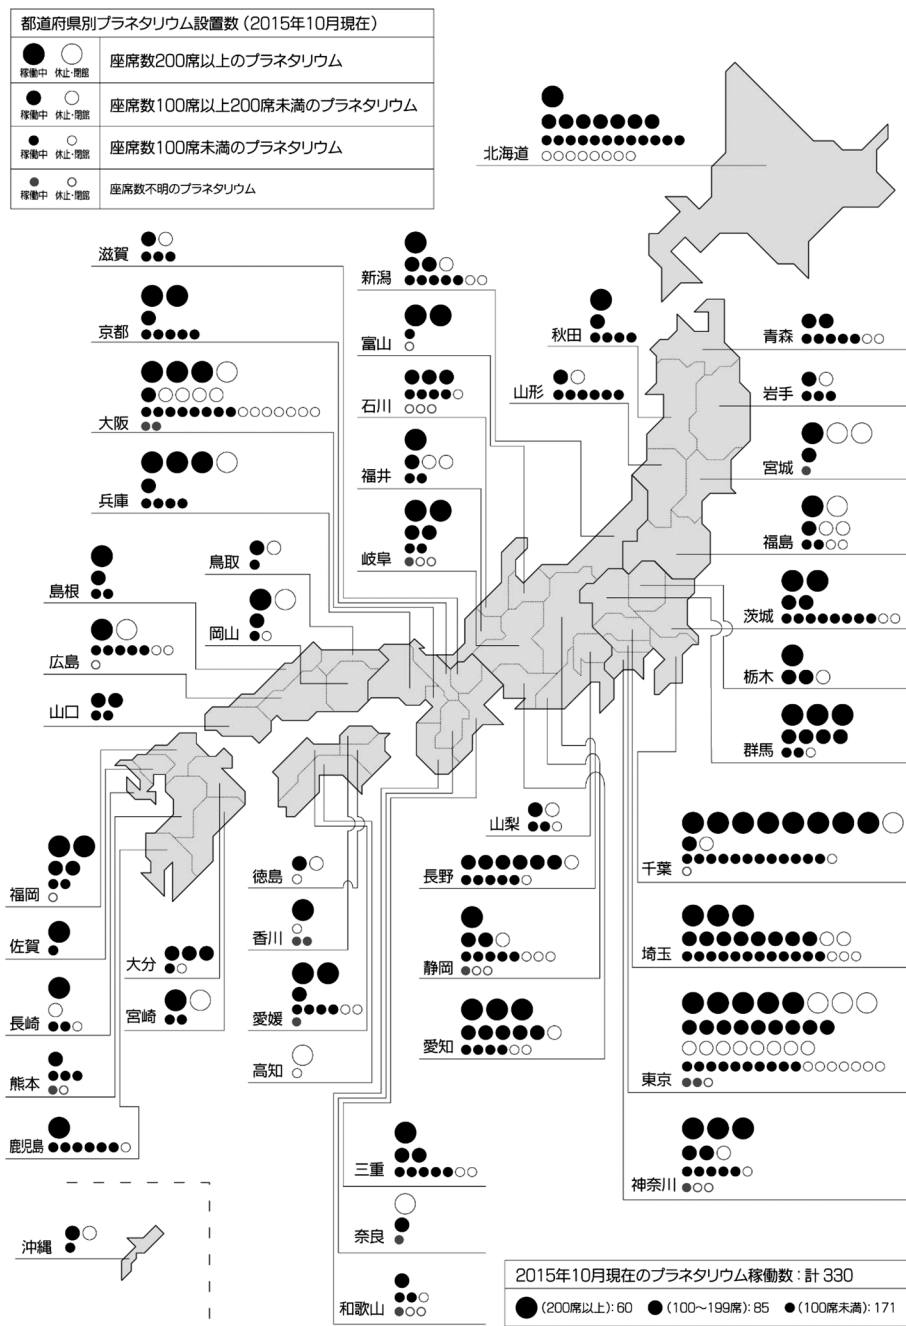 都道府県別プラネタリウム設置数(2015年10月現在)
稼働中 休止・閉館 座席数200席以上のプラネタリウム
稼働中 休止・閉館 座席数100席以上200席未満のプラネタリウム
稼働中 休止・閉館 座席数100席未満のプラネタリウム
稼働中 休止・閉館 座席数不明のプラネタリウム
北海道
滋賀
京都
大阪
兵庫
新潟
富山
石川
福井
岐阜
秋田
山形
青森
岩手
宮城
福島
茨城
栃木
群馬
鳥取
島根
岡山
広島
山口
山梨
長野
静岡
愛知
千葉
埼玉
東京
神奈川
福岡
佐賀
長崎
熊本
鹿児島
大分
宮崎
徳島
香川
愛媛
高知
三重
奈良
和歌山
沖縄
2015年10月現在のプラネタリウム稼働数:計330
(200席以上):60 (100〜199席):85 (100席未満):171